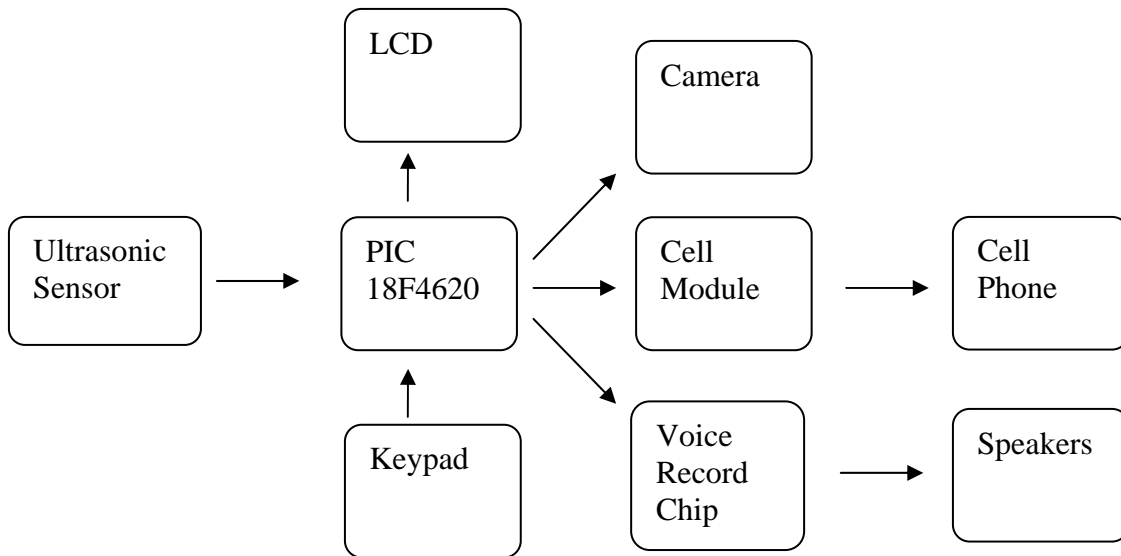 LCD
Camera
Ultrasonic
Sensor
PIC
18F4620
Cell
Module
Cell
Phone
Keypad
Voice
Record
Chip
Speakers